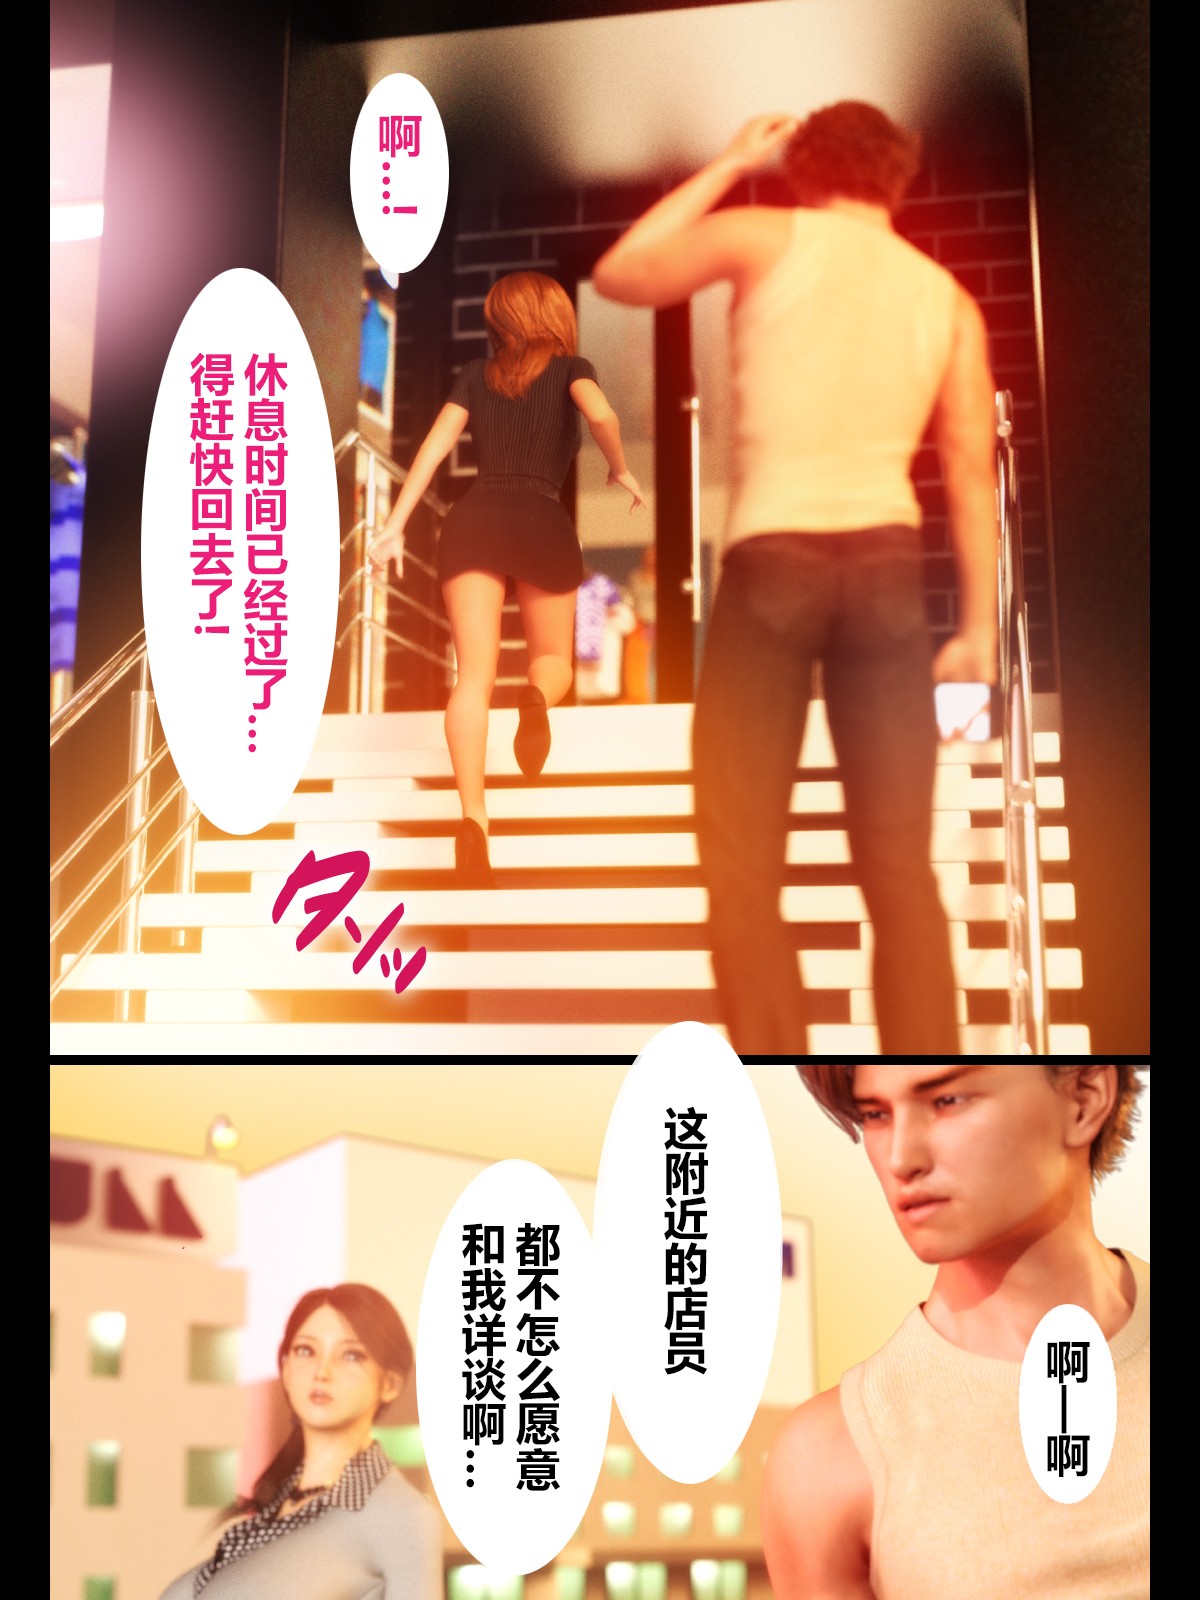 啊…！
休息时间已经过了…
得赶快回去了！
タンッ
啊—啊
这附近的店员
都不怎么愿意
和我详谈啊…